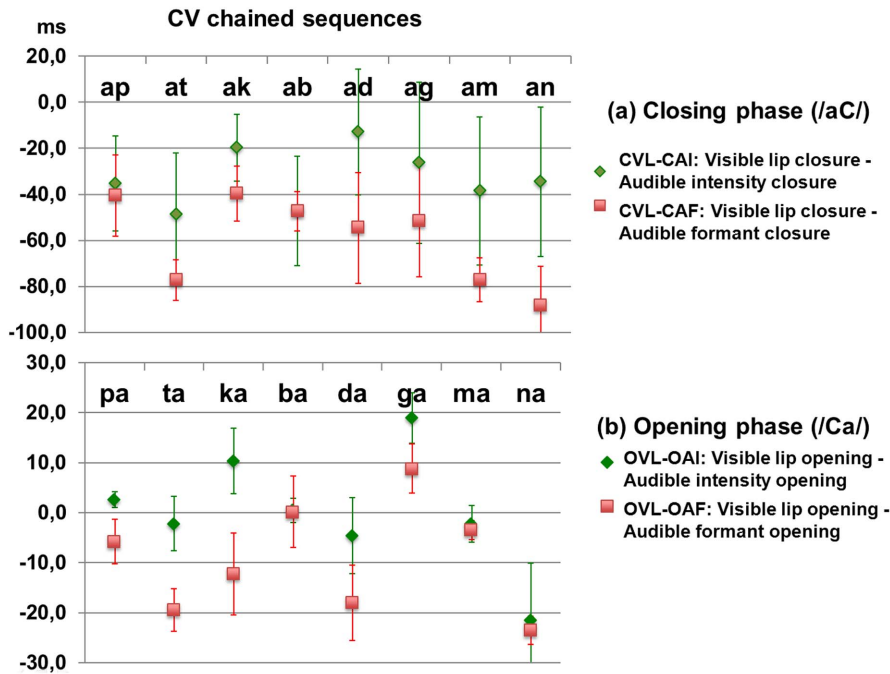 CV chained sequences
ms
20,0
0,0
-20,0
-40,0
-60,0
-80,0
-100,0
ap at ak ab ad ag am an
(a) Closing phase (/aC/)
CVL-CAI: Visible lip closure -
Audible intensity closure
CVL-CAF: Visible lip closure -
Audible formant closure
30,0
20,0
10,0
0,0
-10,0
-20,0
-30,0
pa ta ka ba da ga ma na
(b) Opening phase (/Ca/)
OVL-OAI: Visible lip opening -
Audible intensity opening
OVL-OAF: Visible lip opening -
Audible formant opening